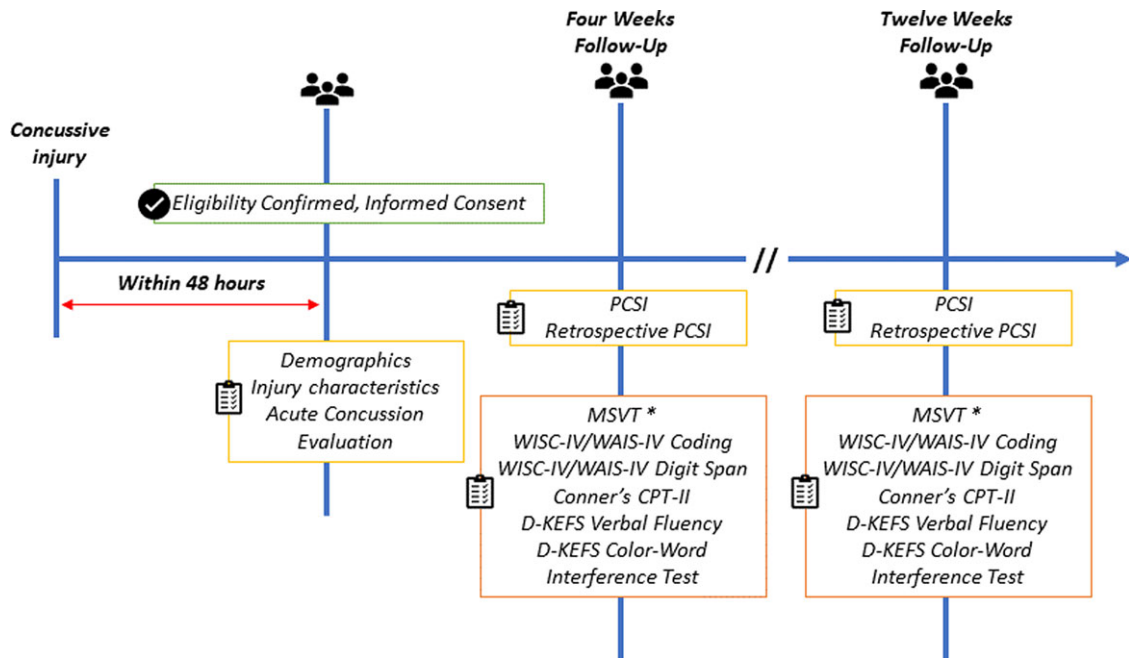 Four Weeks
Follow-Up
Twelve Weeks
Follow-Up
Concussive
injury
Eligibility Confirmed, Informed Consent
//
Within 48 hours
Demographics
Injury characteristics
Acute Concussion
Evaluation
PCSI
Retrospective PCSI
MSVT *
WISC-IV/WAIS-IV Coding
WISC-IV/WAIS-IV Digit Span
Conner’s CPT-II
D-KEFS Verbal Fluency
D-KEFS Color-Word
Interference Test
PCSI
Retrospective PCSI
MSVT *
WISC-IV/WAIS-IV Coding
WISC-IV/WAIS-IV Digit Span
Conner’s CPT-II
D-KEFS Verbal Fluency
D-KEFS Color-Word
Interference Test